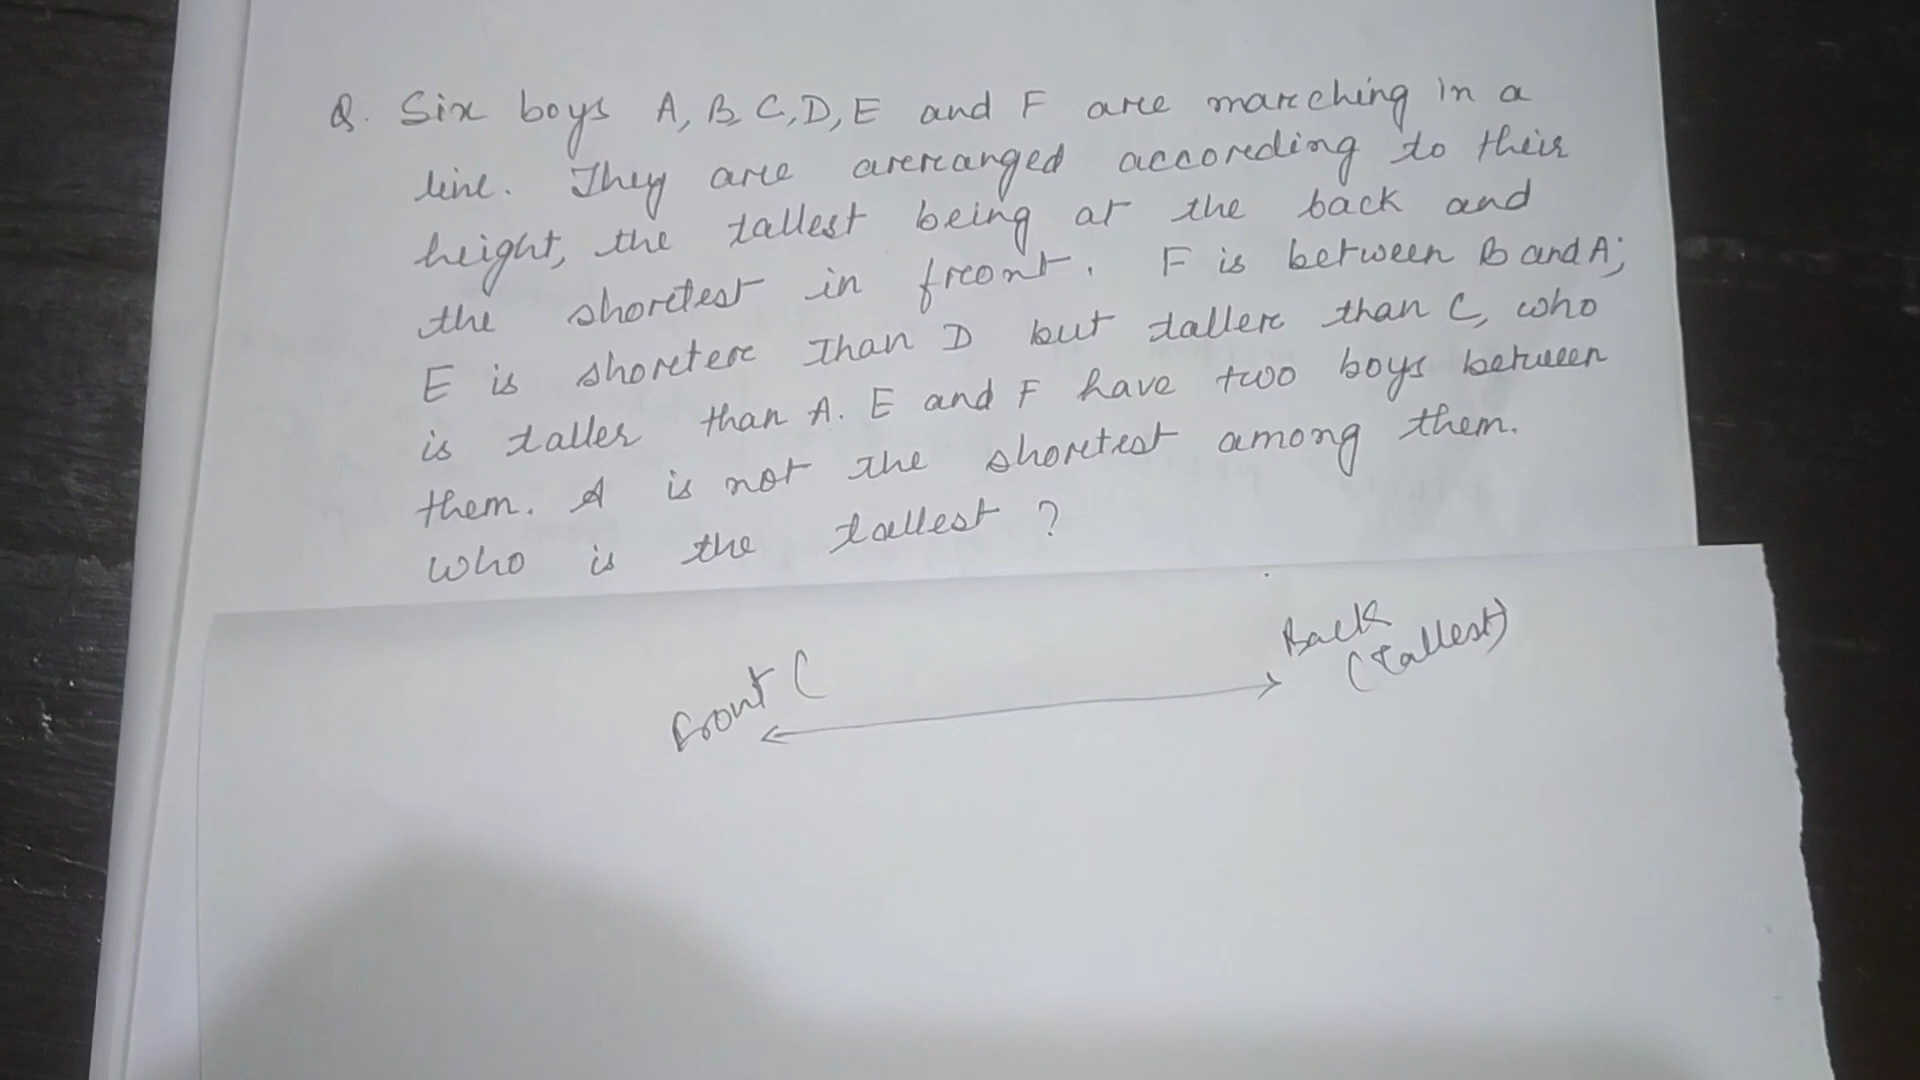 Q. Six boys A, B, C, D, E and F are marching in a
line. They are arranged according to their
height, the tallest being at the back and
the shortest in front. F is between B and A;
E is shorter than D but taller than C, who
is taller than A. E and F have two boys between
them. A is not the shortest among them.
who is the tallest ?
Front (
Back
(Tallest)